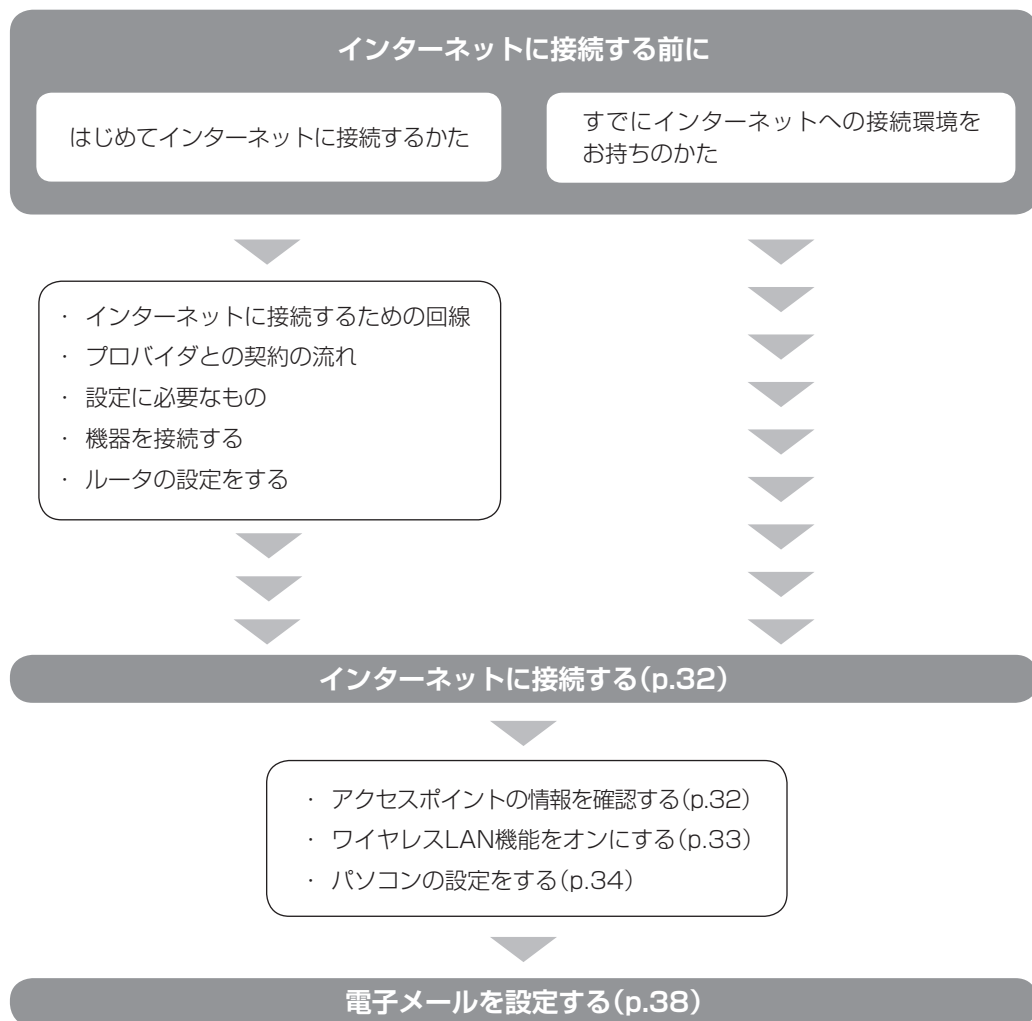 インターネットに接続する前に
はじめてインターネットに接続するかた
すでにインターネットへの接続環境を
お持ちのかた
· インターネットに接続するための回線
· プロバイダとの契約の流れ
· 設定に必要なもの
· 機器を接続する
· ルータの設定をする
インターネットに接続する(p.32)
· アクセスポイントの情報を確認する(p.32)
· ワイヤレスLAN機能をオンにする(p.33)
· パソコンの設定をする(p.34)
電子メールを設定する(p.38)